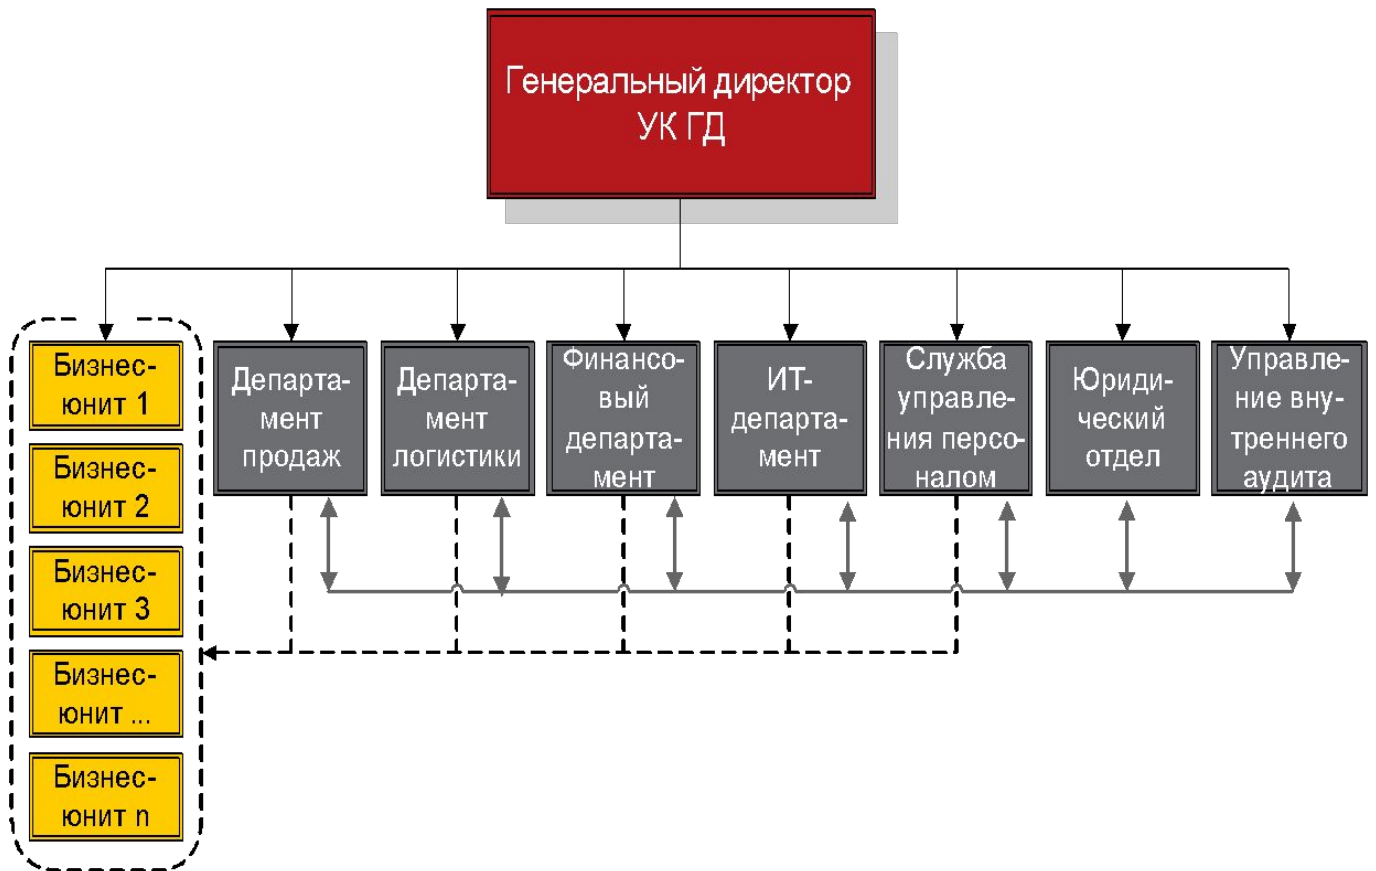 Генеральный директор
УК ГД
Бизнес-
юнит 1
Бизнес-
юнит 2
Бизнес-
юнит 3
Бизнес-
юнит ...
Бизнес-
юнит n
Департа-
мент
продаж
Департа-
мент
логистики
Финансо-
вый
департа-
мент
ИТ-
департа-
мент
Служба
управле-
ния персо-
налом
Юриди-
ческий
отдел
Управле-
ние вну-
треннего
аудита